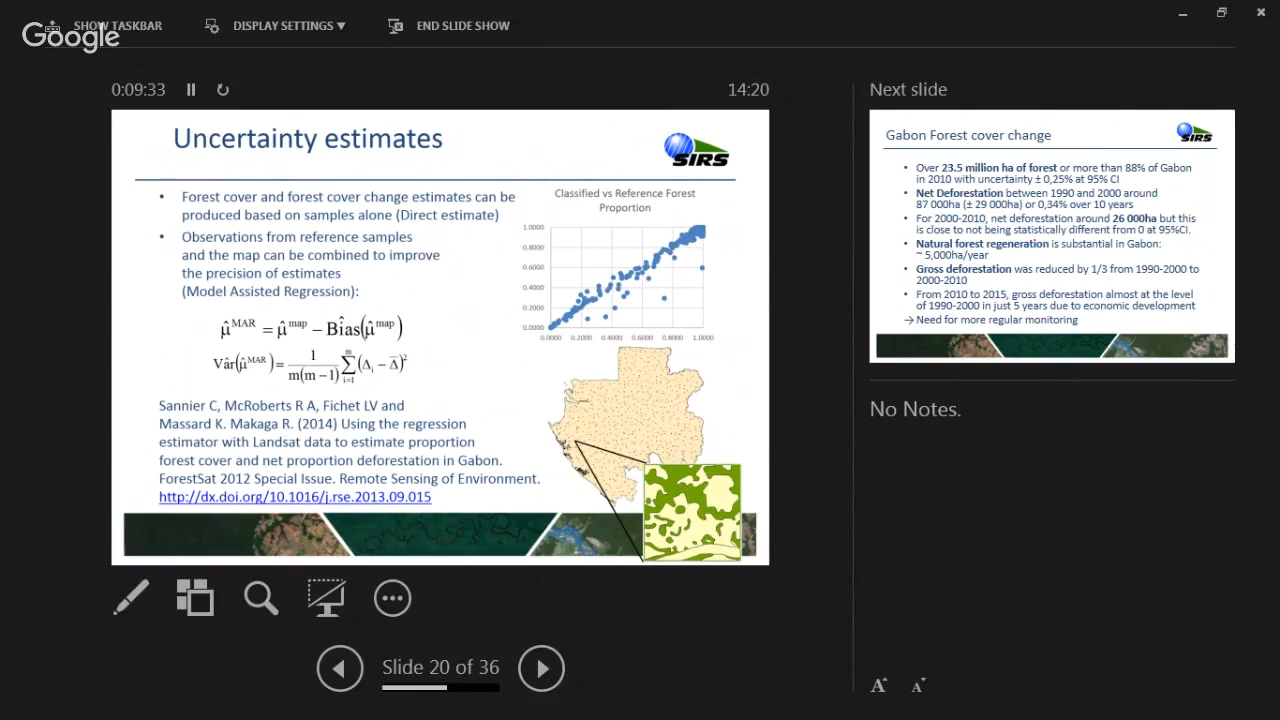 Google
SHOW TASKBAR
DISPLAY SETTINGS ▼
END SLIDE SHOW
0:09:33
14:20
Uncertainty estimates
SIRS
• Forest cover and forest cover change estimates can be
produced based on samples alone (Direct estimate)
• Observations from reference samples
and the map can be combined to improve
the precision of estimates
(Model Assisted Regression):
μ̂^MAR = μ̂^map − Biâs(μ̂^map)
Vâr(μ̂^MAR) = 1/(m(m−1)) ∑_{i=1}^{m} (Δ_i − Δ̄)²
Sannier C, McRoberts R A, Fichet LV and
Massard K. Makaga R. (2014) Using the regression
estimator with Landsat data to estimate proportion
forest cover and net proportion deforestation in Gabon.
ForestSat 2012 Special Issue. Remote Sensing of Environment.
http://dx.doi.org/10.1016/j.rse.2013.09.015
Classified vs Reference Forest
Proportion
1.0000
0.8000
0.6000
0.4000
0.2000
0.0000
0.0000 0.2000 0.4000 0.6000 0.8000 1.0000
Slide 20 of 36
Next slide
Gabon Forest cover change
SIRS
• Over 23.5 million ha of forest or more than 88% of Gabon
in 2010 with uncertainty ± 0,25% at 95% CI
• Net Deforestation between 1990 and 2000 around
87 000ha (± 29 000ha) or 0,34% over 10 years
• For 2000-2010, net deforestation around 26 000ha but this
is close to not being statistically different from 0 at 95%CI.
• Natural forest regeneration is substantial in Gabon:
~ 5,000ha/year
• Gross deforestation was reduced by 1/3 from 1990-2000 to
2000-2010
• From 2010 to 2015, gross deforestation almost at the level
of 1990-2000 in just 5 years due to economic development
→ Need for more regular monitoring
No Notes.
A A